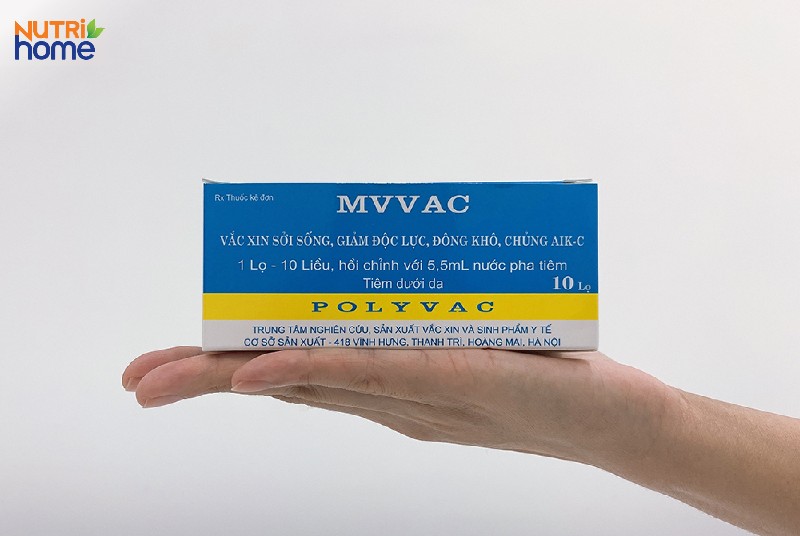 NUTRi
home
Rx Thuốc kê đơn
MVVAC
VẮC XIN SỞI SỐNG, GIẢM ĐỘC LỰC, ĐÔNG KHÔ, CHỦNG AIK-C
1 Lọ - 10 Liều, hồi chỉnh với 5,5mL nước pha tiêm
Tiêm dưới da
10 Lọ
POLYVAC
TRUNG TÂM NGHIÊN CỨU, SẢN XUẤT VẮC XIN VÀ SINH PHẨM Y TẾ
CƠ SỞ SẢN XUẤT - 418 VĨNH HƯNG, THANH TRÌ, HOÀNG MAI, HÀ NỘI